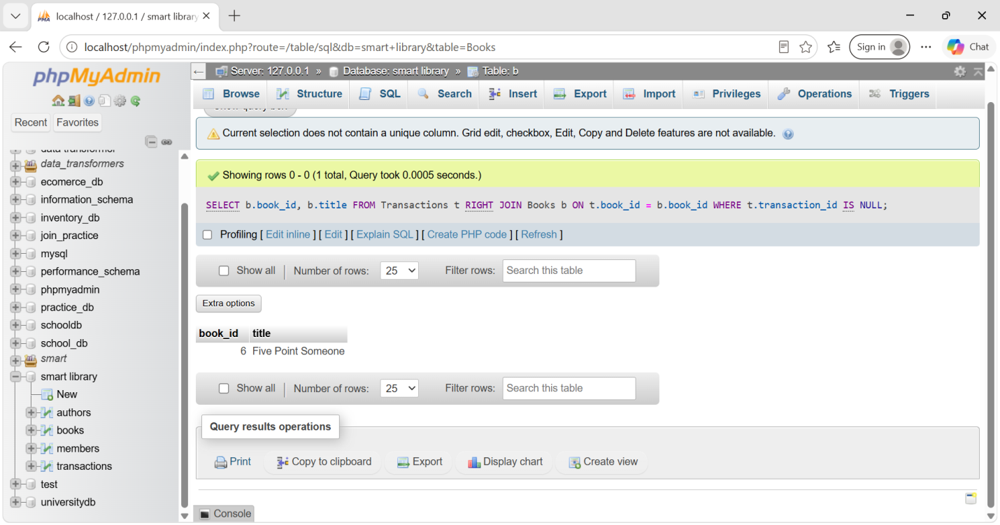 localhost / 127.0.0.1 / smart library
localhost/phpmyadmin/index.php?route=/table/sql&db=smart+library&table=Books
Sign in
Chat
phpMyAdmin
Recent
Favorites
data transformer
data_transformers
ecomerce_db
information_schema
inventory_db
join_practice
mysql
performance_schema
phpmyadmin
practice_db
schooldb
school_db
smart
smart library
New
authors
books
members
transactions
test
universitydb
Server: 127.0.0.1 » Database: smart library » Table: b
Browse Structure SQL Search Insert Export Import Privileges Operations Triggers
Show query box
Current selection does not contain a unique column. Grid edit, checkbox, Edit, Copy and Delete features are not available.
Showing rows 0 - 0 (1 total, Query took 0.0005 seconds.)
SELECT b.book_id, b.title FROM Transactions t RIGHT JOIN Books b ON t.book_id = b.book_id WHERE t.transaction_id IS NULL;
Profiling [ Edit inline ] [ Edit ] [ Explain SQL ] [ Create PHP code ] [ Refresh ]
Show all | Number of rows: 25 Filter rows: Search this table
Extra options
book_id title
6 Five Point Someone
Show all | Number of rows: 25 Filter rows: Search this table
Query results operations
Print Copy to clipboard Export Display chart Create view
Console